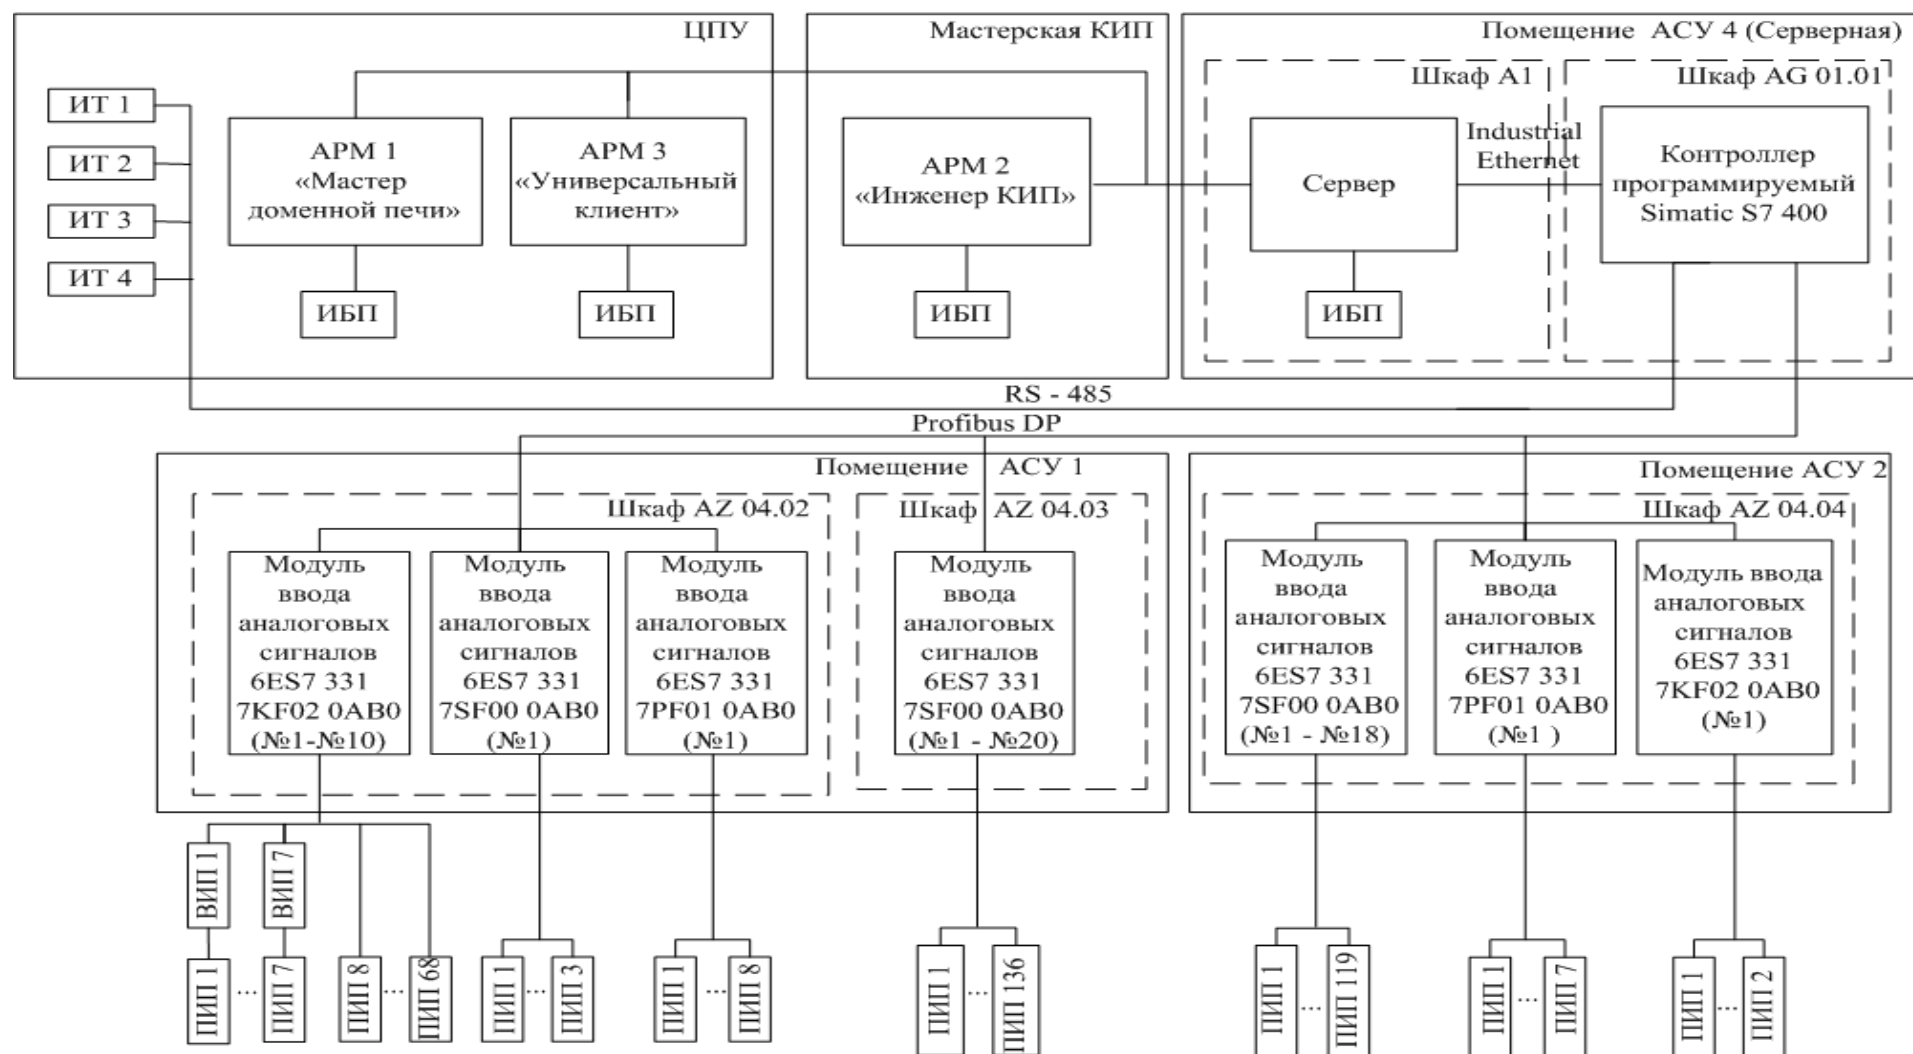 ЦПУ
ИТ 1
ИТ 2
ИТ 3
ИТ 4
АРМ 1
«Мастер
доменной печи»
ИБП
АРМ 3
«Универсальный
клиент»
ИБП
Мастерская КИП
АРМ 2
«Инженер КИП»
ИБП
Помещение АСУ 4 (Серверная)
Шкаф А1
Сервер
ИБП
Industrial
Ethernet
Шкаф AG 01.01
Контроллер
программируемый
Simatic S7 400
RS - 485
Profibus DP
Помещение АСУ 1
Шкаф AZ 04.02
Модуль
ввода
аналоговых
сигналов
6ES7 331
7KF02 0AB0
(№1-№10)
Модуль
ввода
аналоговых
сигналов
6ES7 331
7SF00 0AB0
(№1)
Модуль
ввода
аналоговых
сигналов
6ES7 331
7PF01 0AB0
(№1)
Шкаф AZ 04.03
Модуль
ввода
аналоговых
сигналов
6ES7 331
7SF00 0AB0
(№1 - №20)
Помещение АСУ 2
Шкаф AZ 04.04
Модуль
ввода
аналоговых
сигналов
6ES7 331
7SF00 0AB0
(№1 - №18)
Модуль
ввода
аналоговых
сигналов
6ES7 331
7PF01 0AB0
(№1 )
Модуль ввода
аналоговых
сигналов
6ES7 331
7KF02 0AB0
(№1)
ВИП 1
ВИП 7
ПИП 1
...
ПИП 7
ПИП 8
...
ПИП 68
ПИП 1
...
ПИП 3
ПИП 1
...
ПИП 8
ПИП 1
...
ПИП 136
ПИП 1
...
ПИП 119
ПИП 1
...
ПИП 7
ПИП 1
...
ПИП 2